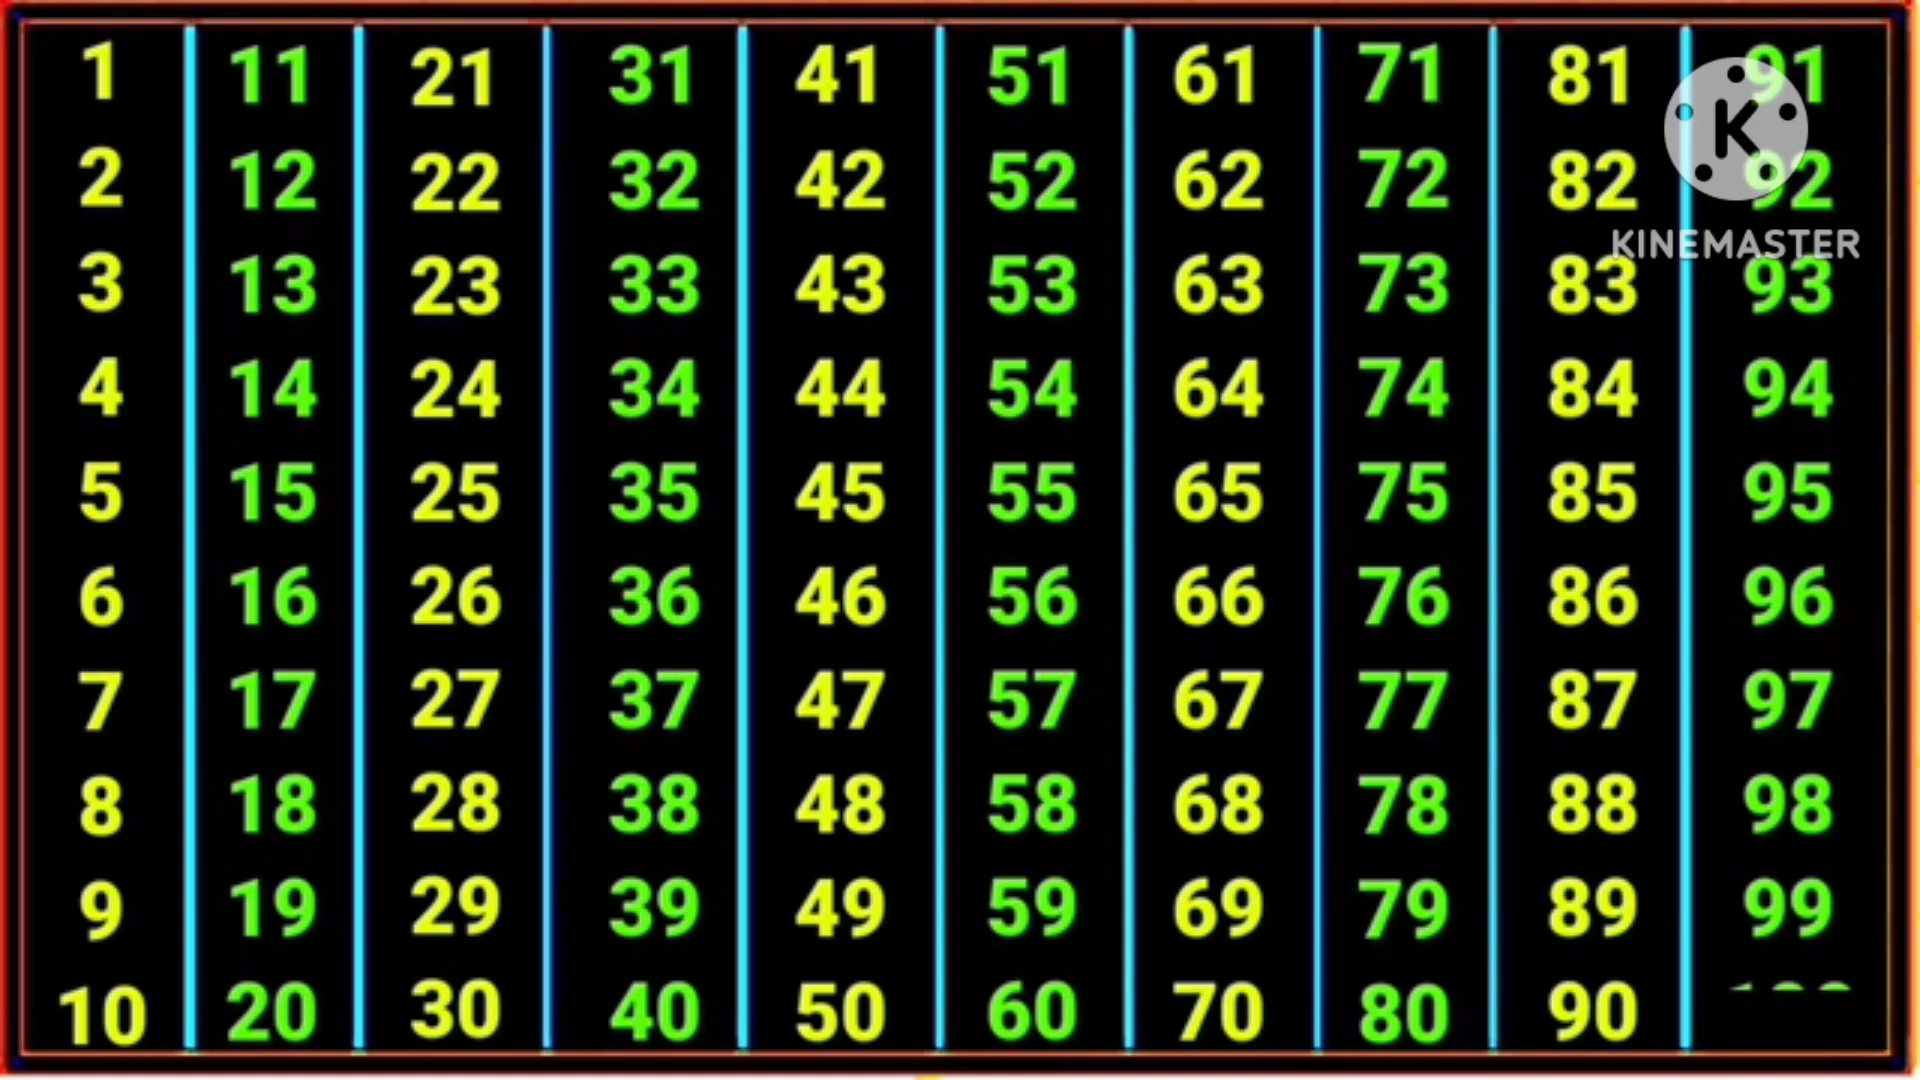 1 11 21 31 41 51 61 71 81 91
2 12 22 32 42 52 62 72 82 92
K
KINEMASTER
3 13 23 33 43 53 63 73 83 93
4 14 24 34 44 54 64 74 84 94
5 15 25 35 45 55 65 75 85 95
6 16 26 36 46 56 66 76 86 96
7 17 27 37 47 57 67 77 87 97
8 18 28 38 48 58 68 78 88 98
9 19 29 39 49 59 69 79 89 99
10 20 30 40 50 60 70 80 90